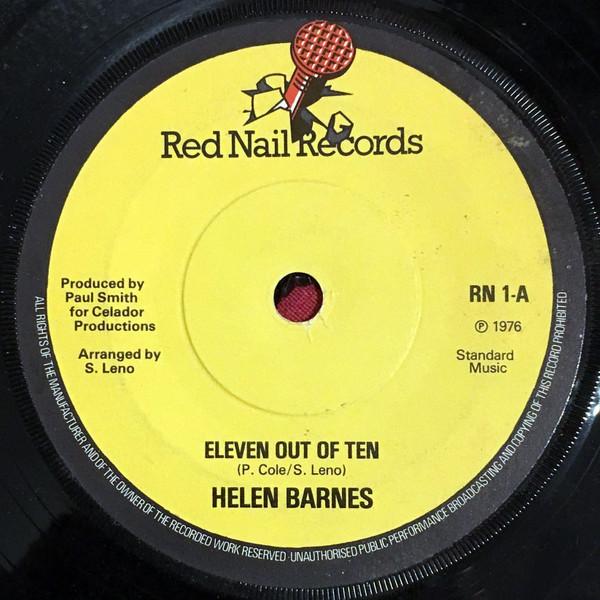 Red Nail Records
Produced by
Paul Smith
for Celador
Productions
Arranged by
S. Leno
RN 1-A
℗ 1976
Standard
Music
ELEVEN OUT OF TEN
(P. Cole/S. Leno)
HELEN BARNES
ALL RIGHTS OF THE MANUFACTURER AND OF THE OWNER OF THE RECORDED WORK RESERVED · UNAUTHORISED PUBLIC PERFORMANCE BROADCASTING AND COPYING OF THIS RECORD PROHIBITED